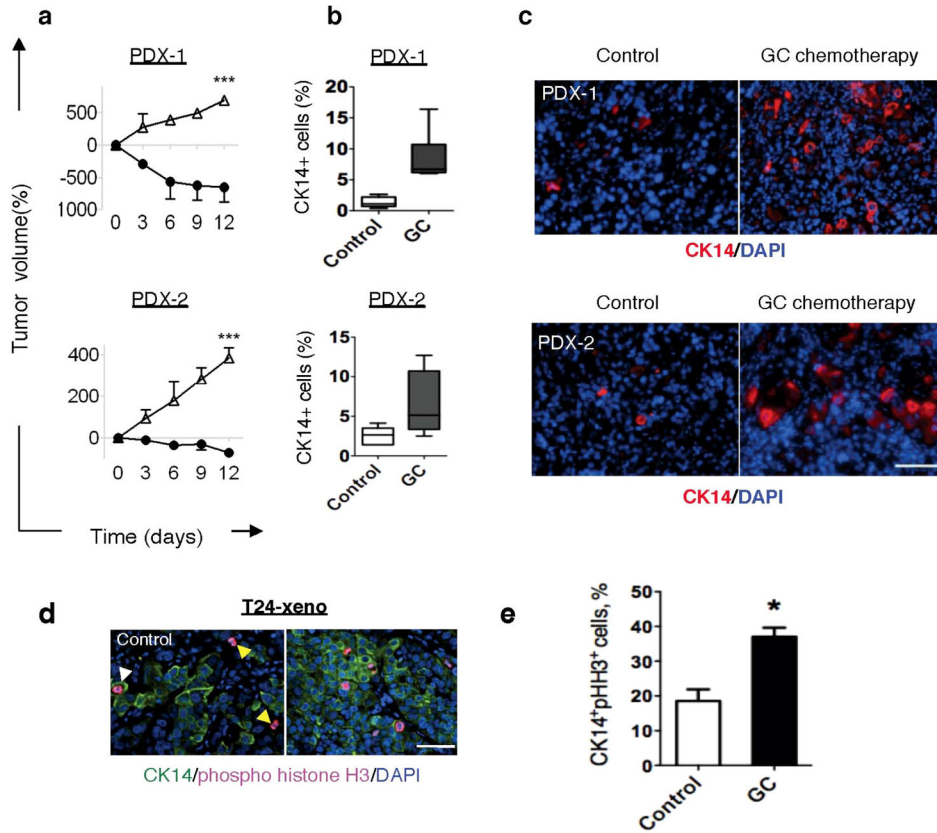 a
PDX-1
***
500
0
-500
1000
0 3 6 9 12
PDX-2
***
400
200
0
0 3 6 9 12
Tumor volume(%)
Time (days)
b
PDX-1
CK14+ cells (%)
20
15
10
5
0
Control
GC
PDX-2
CK14+ cells (%)
15
10
5
0
Control
GC
c
Control GC chemotherapy
PDX-1
CK14/DAPI
Control GC chemotherapy
PDX-2
CK14/DAPI
d
T24-xeno
Control
CK14/phospho histone H3/DAPI
e
CK14+pHH3+ cells, %
50
40
30
20
10
0
*
Control
GC